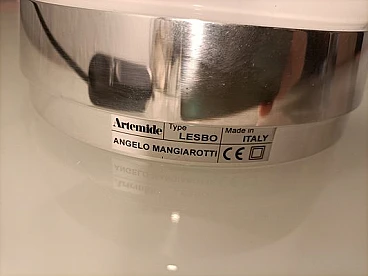 Artemide Type LESBO Made in ITALY
ANGELO MANGIAROTTI CE